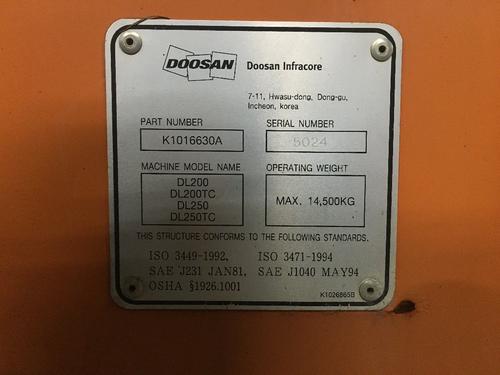 DOOSAN Doosan Infracore
7-11, Hwasu-dong, Dong-gu,
Incheon, korea
PART NUMBER SERIAL NUMBER
K1016630A 5024
MACHINE MODEL NAME OPERATING WEIGHT
DL200
DL200TC
DL250
DL250TC
MAX. 14,500KG
THIS STRUCTURE CONFORMS TO THE FOLLOWING STANDARDS.
ISO 3449-1992, ISO 3471-1994
SAE J231 JAN81, SAE J1040 MAY94
OSHA §1926.1001
K1026865B